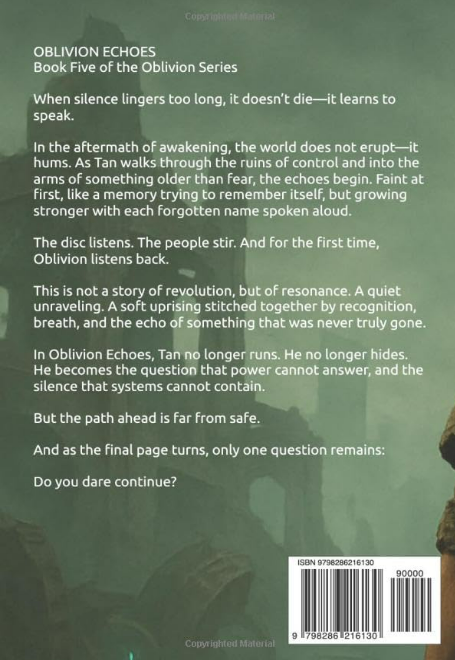 Copyrighted Material
OBLIVION ECHOES
Book Five of the Oblivion Series
When silence lingers too long, it doesn’t die—it learns to
speak.
In the aftermath of awakening, the world does not erupt—it
hums. As Tan walks through the ruins of control and into the
arms of something older than fear, the echoes begin. Faint at
first, like a memory trying to remember itself, but growing
stronger with each forgotten name spoken aloud.
The disc listens. The people stir. And for the first time,
Oblivion listens back.
This is not a story of revolution, but of resonance. A quiet
unraveling. A soft uprising stitched together by recognition,
breath, and the echo of something that was never truly gone.
In Oblivion Echoes, Tan no longer runs. He no longer hides.
He becomes the question that power cannot answer, and the
silence that systems cannot contain.
But the path ahead is far from safe.
And as the final page turns, only one question remains:
Do you dare continue?
ISBN 9798286216130
90000
9 798286 216130
Copyrighted Material